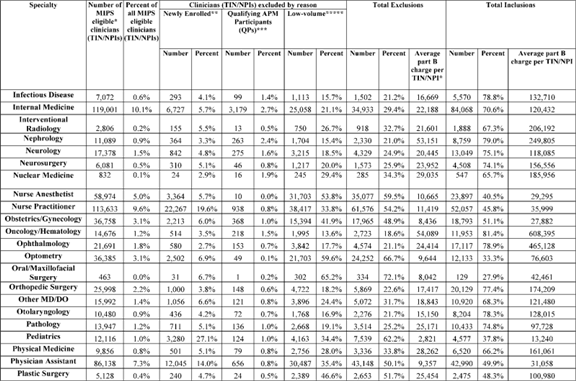 Specialty Number of MIPS eligible* clinicians (TIN/NPIs) Percent of all MIPS eligible clinicians (TIN/NPIs) Clinicians (TIN/NPIs) excluded by reason Total Exclusions Total Inclusions
Newly Enrolled** Qualifying APM Participants (QPs)*** Low-volume*****
Number Percent Number Percent Number Percent Number Percent Average part B charge per TIN/NPI* Number Percent Average part B charge per TIN/NPI
Infectious Disease 7,072 0.6% 293 4.1% 99 1.4% 1,113 15.7% 1,502 21.2% 16,669 5,570 78.8% 132,710
Internal Medicine 119,001 10.1% 6,727 5.7% 3,179 2.7% 25,058 21.1% 34,933 29.4% 22,188 84,068 70.6% 120,432
Interventional Radiology 2,806 0.2% 155 5.5% 13 0.5% 750 26.7% 918 32.7% 21,601 1,888 67.3% 206,192
Nephrology 11,089 0.9% 364 3.3% 263 2.4% 1,704 15.4% 2,330 21.0% 53,151 8,759 79.0% 249,805
Neurology 17,378 1.5% 842 4.8% 275 1.6% 3,215 18.5% 4,329 24.9% 20,445 13,049 75.1% 118,085
Neurosurgery 6,081 0.5% 310 5.1% 46 0.8% 1,217 20.0% 1,573 25.9% 23,952 4,508 74.1% 156,556
Nuclear Medicine 832 0.1% 24 2.9% 16 1.9% 245 29.4% 285 34.3% 29,035 547 65.7% 185,956
Nurse Anesthetist 58,974 5.0% 3,364 5.7% 10 0.0% 31,703 53.8% 35,077 59.5% 10,665 23,897 40.5% 29,295
Nurse Practitioner 113,633 9.6% 22,267 19.6% 938 0.8% 38,417 33.8% 61,576 54.2% 11,419 52,057 45.8% 35,999
Obstetrics/Gynecology 36,758 3.1% 2,213 6.0% 368 1.0% 15,394 41.9% 17,965 48.9% 8,436 18,793 51.1% 27,882
Oncology/Hematology 14,676 1.2% 514 3.5% 218 1.5% 1,995 13.6% 2,723 18.6% 54,089 11,953 81.4% 608,395
Ophthalmology 21,691 1.8% 580 2.7% 153 0.7% 3,842 17.7% 4,574 21.1% 24,414 17,117 78.9% 465,128
Optometry 36,385 3.1% 2,502 6.9% 49 0.1% 21,703 59.6% 24,252 66.7% 9,644 12,133 33.3% 76,603
Oral/Maxillofacial Surgery 463 0.0% 31 6.7% 1 0.2% 302 65.2% 334 72.1% 8,042 129 27.9% 42,461
Orthopedic Surgery 25,998 2.2% 1,000 3.8% 148 0.6% 4,722 18.2% 5,869 22.6% 17,417 20,129 77.4% 174,209
Other MD/DO 15,992 1.4% 1,056 6.6% 121 0.8% 3,896 24.4% 5,072 31.7% 18,843 10,920 68.3% 121,480
Otolaryngology 10,480 0.9% 436 4.2% 72 0.7% 1,768 16.9% 2,276 21.7% 15,150 8,204 78.3% 128,015
Pathology 13,947 1.2% 711 5.1% 136 1.0% 2,668 19.1% 3,514 25.2% 25,171 10,433 74.8% 97,728
Pediatrics 12,116 1.0% 3,280 27.1% 124 1.0% 4,163 34.4% 7,539 62.2% 2,821 4,577 37.8% 13,240
Physical Medicine 9,856 0.8% 501 5.1% 79 0.8% 2,756 28.0% 3,336 33.8% 28,262 6,520 66.2% 161,061
Physician Assistant 86,138 7.3% 12,045 14.0% 656 0.8% 30,487 35.4% 43,148 50.1% 9,357 42,990 49.9% 31,058
Plastic Surgery 5,128 0.4% 240 4.7% 24 0.5% 2,389 46.6% 2,653 51.7% 25,454 2,475 48.3% 100,980